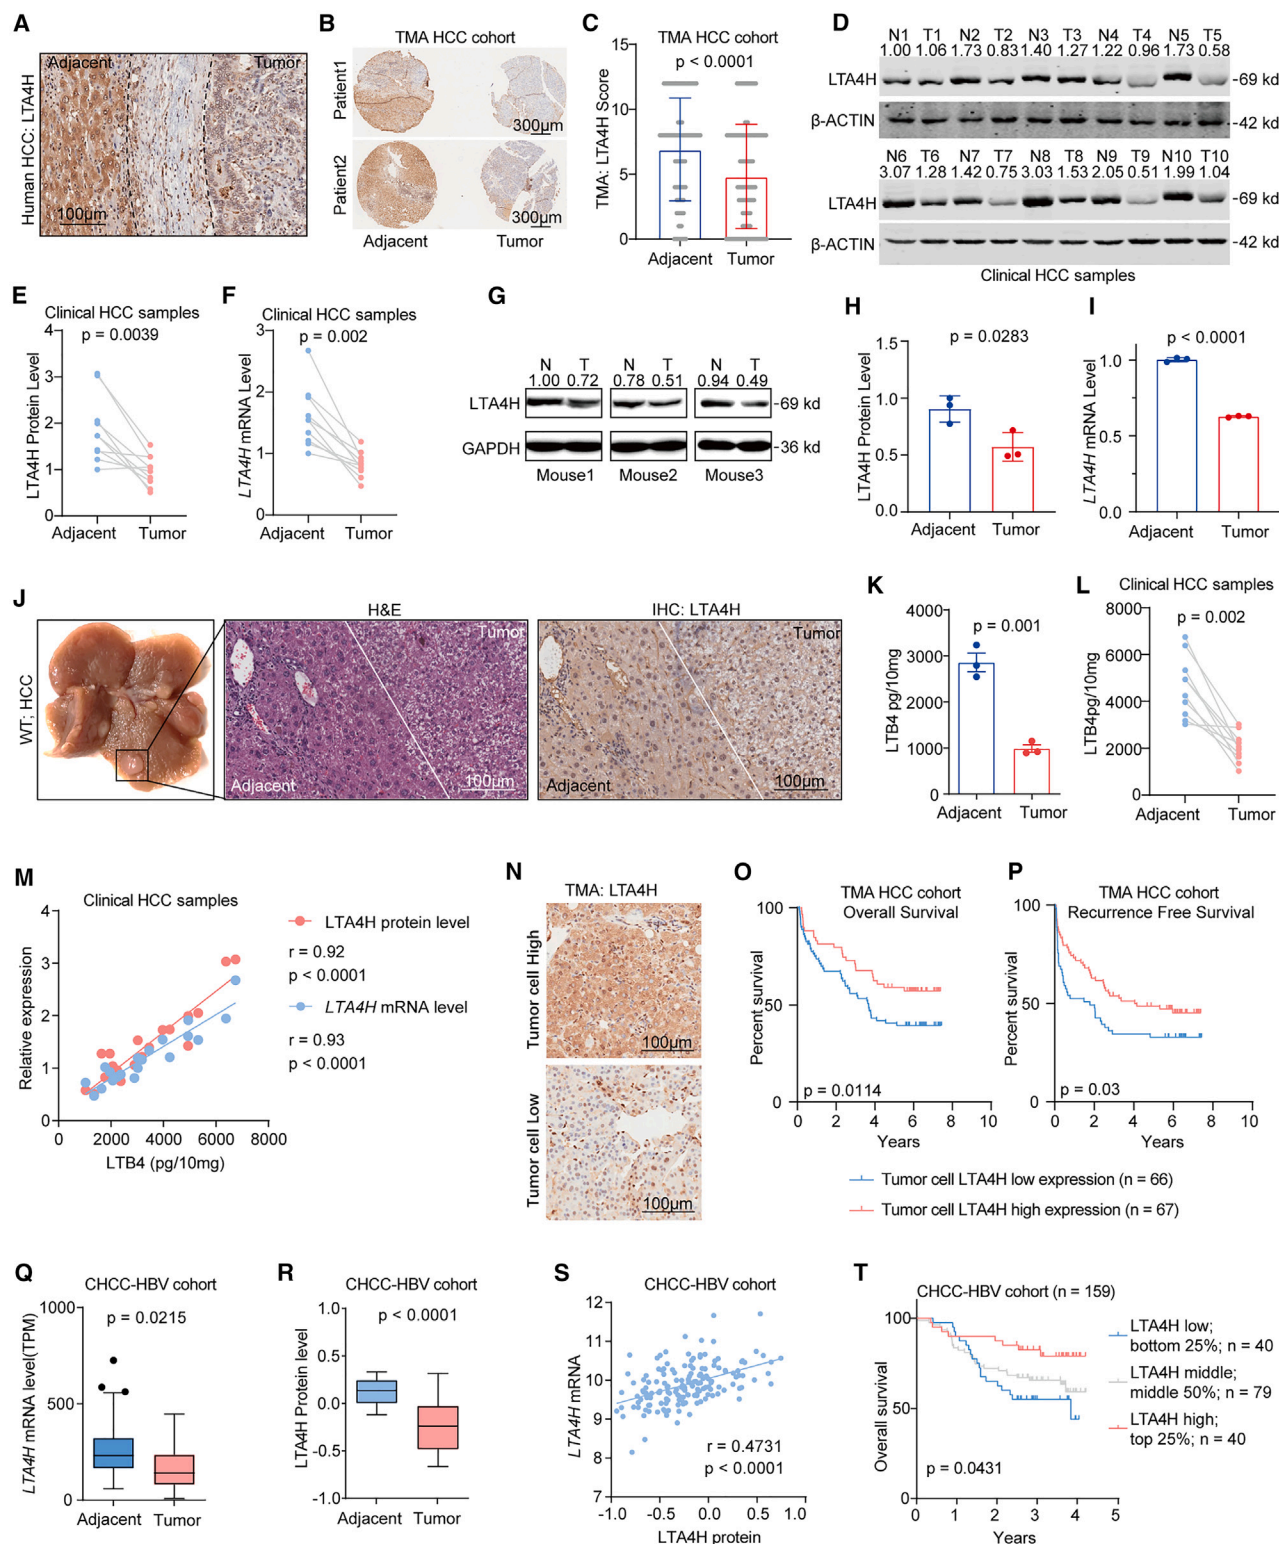 A
Human HCC: LTA4H
Adjacent
Tumor
100µm
B
TMA HCC cohort
Patient1
300µm
Patient2
300µm
Adjacent
Tumor
C
TMA HCC cohort
p < 0.0001
TMA: LTA4H Score
15
10
5
0
Adjacent
Tumor
D
N1 T1 N2 T2 N3 T3 N4 T4 N5 T5
1.00 1.06 1.73 0.83 1.40 1.27 1.22 0.96 1.73 0.58
LTA4H
-69 kd
β-ACTIN
-42 kd
N6 T6 N7 T7 N8 T8 N9 T9 N10 T10
3.07 1.28 1.42 0.75 3.03 1.53 2.05 0.51 1.99 1.04
LTA4H
-69 kd
β-ACTIN
-42 kd
Clinical HCC samples
E
Clinical HCC samples
p = 0.0039
LTA4H Protein Level
4
3
2
1
0
Adjacent
Tumor
F
Clinical HCC samples
p = 0.002
LTA4H mRNA Level
3
2
1
0
Adjacent
Tumor
G
N T N T N T
1.00 0.72 0.78 0.51 0.94 0.49
LTA4H
-69 kd
GAPDH
-36 kd
Mouse1 Mouse2 Mouse3
H
p = 0.0283
LTA4H Protein Level
1.5
1.0
0.5
0.0
Adjacent
Tumor
I
p < 0.0001
LTA4H mRNA Level
1.0
0.5
0.0
Adjacent
Tumor
J
WT; HCC
H&E
Tumor
Adjacent
100µm
IHC: LTA4H
Tumor
Adjacent
100µm
K
p = 0.001
LTB4 pg/10mg
4000
3000
2000
1000
0
Adjacent
Tumor
L
Clinical HCC samples
p = 0.002
LTB4pg/10mg
8000
6000
4000
2000
0
Adjacent
Tumor
M
Clinical HCC samples
Relative expression
4
3
2
1
0
0 2000 4000 6000 8000
LTB4 (pg/10mg)
LTA4H protein level
r = 0.92
p < 0.0001
LTA4H mRNA level
r = 0.93
p < 0.0001
N
TMA: LTA4H
Tumor cell High
100µm
Tumor cell Low
100µm
O
TMA HCC cohort
Overall Survival
Percent survival
100
50
0
p = 0.0114
0 2 4 6 8 10
Years
P
TMA HCC cohort
Recurrence Free Survival
Percent survival
100
50
0
p = 0.03
0 2 4 6 8 10
Years
Tumor cell LTA4H low expression (n = 66)
Tumor cell LTA4H high expression (n = 67)
Q
CHCC-HBV cohort
p = 0.0215
LTA4H mRNA level(TPM)
1000
500
0
Adjacent
Tumor
R
CHCC-HBV cohort
p < 0.0001
LTA4H Protein level
1.0
0.5
0.0
-0.5
-1.0
Adjacent
Tumor
S
CHCC-HBV cohort
LTA4H mRNA
12
11
10
9
8
7
r = 0.4731
p < 0.0001
-1.0 -0.5 0.0 0.5 1.0
LTA4H protein
T
CHCC-HBV cohort (n = 159)
Overall survival
100
50
0
p = 0.0431
0 1 2 3 4 5
Years
LTA4H low;
bottom 25%; n = 40
LTA4H middle;
middle 50%; n = 79
LTA4H high;
top 25%; n = 40